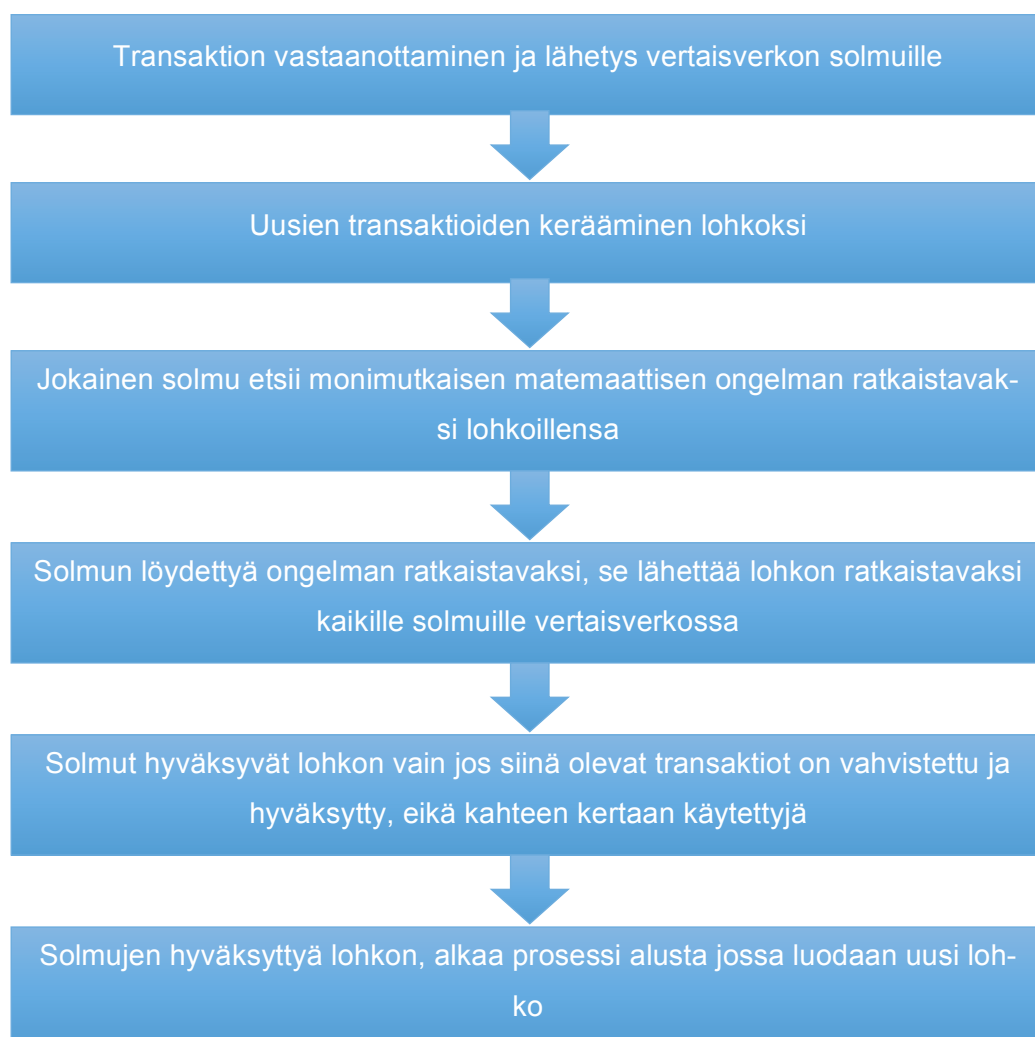 Transaktion vastaanottaminen ja lähetys vertaisverkon solmuille
Uusien transaktioiden kerääminen lohkoksi
Jokainen solmu etsii monimutkaisen matemaattisen ongelman ratkaistavak-
si lohkoillensa
Solmun löydettyä ongelman ratkaistavaksi, se lähettää lohkon ratkaistavaksi
kaikille solmuille vertaisverkossa
Solmut hyväksyvät lohkon vain jos siinä olevat transaktiot on vahvistettu ja
hyväksytty, eikä kahteen kertaan käytettyjä
Solmujen hyväksyttyä lohkon, alkaa prosessi alusta jossa luodaan uusi loh-
ko